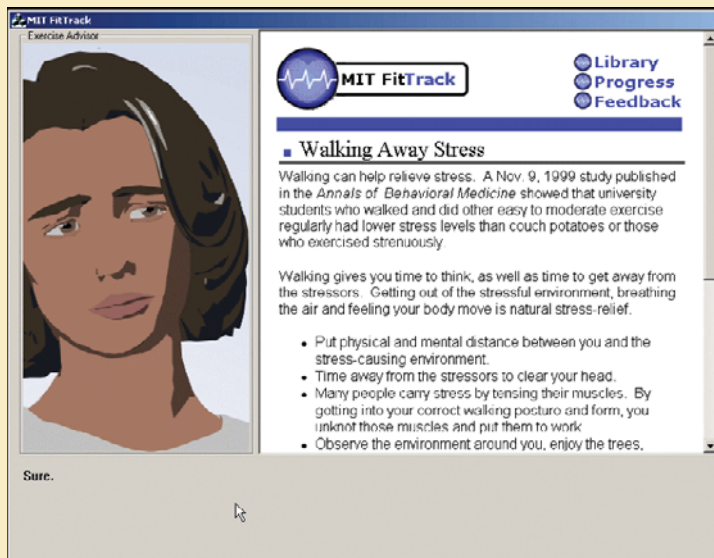 MIT FitTrack
Exercise Advisor
MIT FitTrack
Library
Progress
Feedback
Walking Away Stress
Walking can help relieve stress. A Nov. 9, 1999 study published
in the Annals of Behavioral Medicine showed that university
students who walked and did other easy to moderate exercise
regularly had lower stress levels than couch potatoes or those
who exercised strenuously.
Walking gives you time to think, as well as time to get away from
the stressors. Getting out of the stressful environment, breathing
the air and feeling your body move is natural stress-relief.
• Put physical and mental distance between you and the
stress-causing environment.
• Time away from the stressors to clear your head.
• Many people carry stress by tensing their muscles. By
gotting into your correct walking posture and form, you
unknot those muscles and put them to work
• Observe the environment around you, enjoy the trees,
Sure.